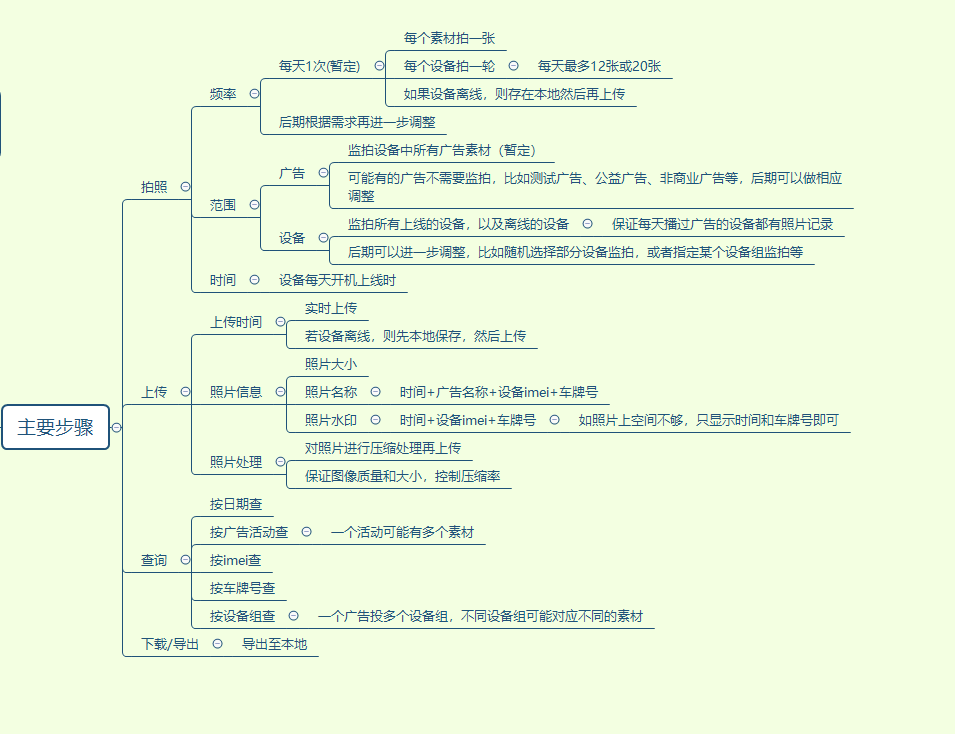 每个素材拍一张
每天1次(暂定)
每个设备拍一轮
每天最多12张或20张
频率
如果设备离线，则存在本地然后再上传
后期根据需求再进一步调整
监拍设备中所有广告素材（暂定）
广告
可能有的广告不需要监拍，比如测试广告、公益广告、非商业广告等，后期可以做相应
调整
拍照
范围
监拍所有上线的设备，以及离线的设备
保证每天播过广告的设备都有照片记录
设备
后期可以进一步调整，比如随机选择部分设备监拍，或者指定某个设备组监拍等
时间
设备每天开机上线时
实时上传
上传时间
若设备离线，则先本地保存，然后上传
照片大小
上传
照片信息
照片名称
时间+广告名称+设备imei+车牌号
照片水印
时间+设备imei+车牌号
如照片上空间不够，只显示时间和车牌号即可
主要步骤
对照片进行压缩处理再上传
照片处理
保证图像质量和大小，控制压缩率
按日期查
按广告活动查
一个活动可能有多个素材
查询
按imei查
按车牌号查
按设备组查
一个广告投多个设备组，不同设备组可能对应不同的素材
下载/导出
导出至本地